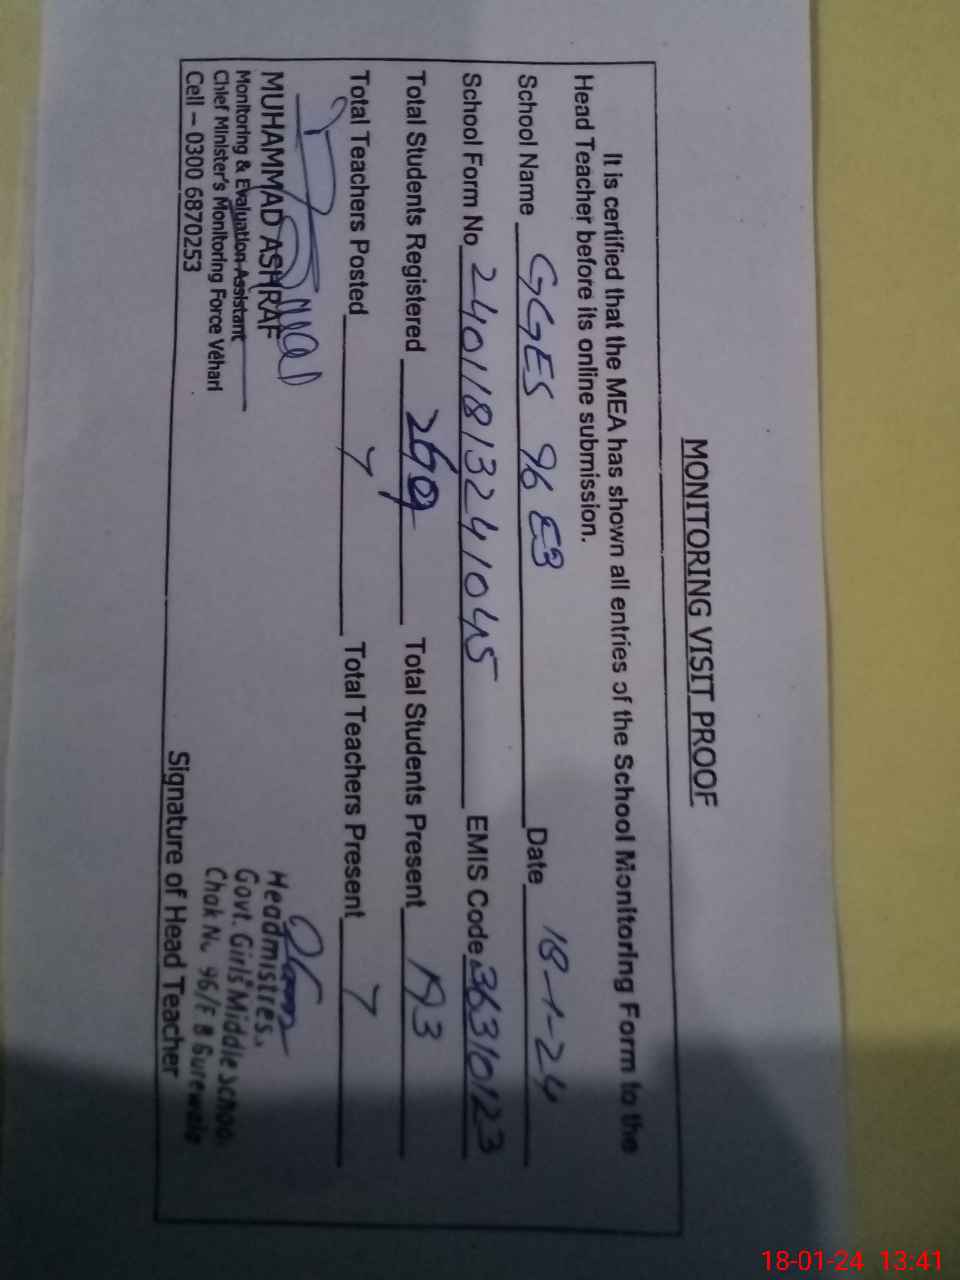 MONITORING VISIT PROOF
It is certified that the MEA has shown all entries of the School Monitoring Form to the
Head Teacher before its online submission.
School Name GGES 96 EB Date 18-1-24
School Form No 2401181324 1045 EMIS Code 36310123
Total Students Registered Total Students Present 193
Total Teachers Posted 7 Total Teachers Present 7
MUHAMMAD ASHRAF
Monitoring & Evaluation Assistant
Chief Minister's Monitoring Force Vehari
Cell – 0300 6870253
Headmistres..
Govt. Girls Middle School
Chak No. 96/E B Burewala
Signature of Head Teacher
18-01-24 13:41